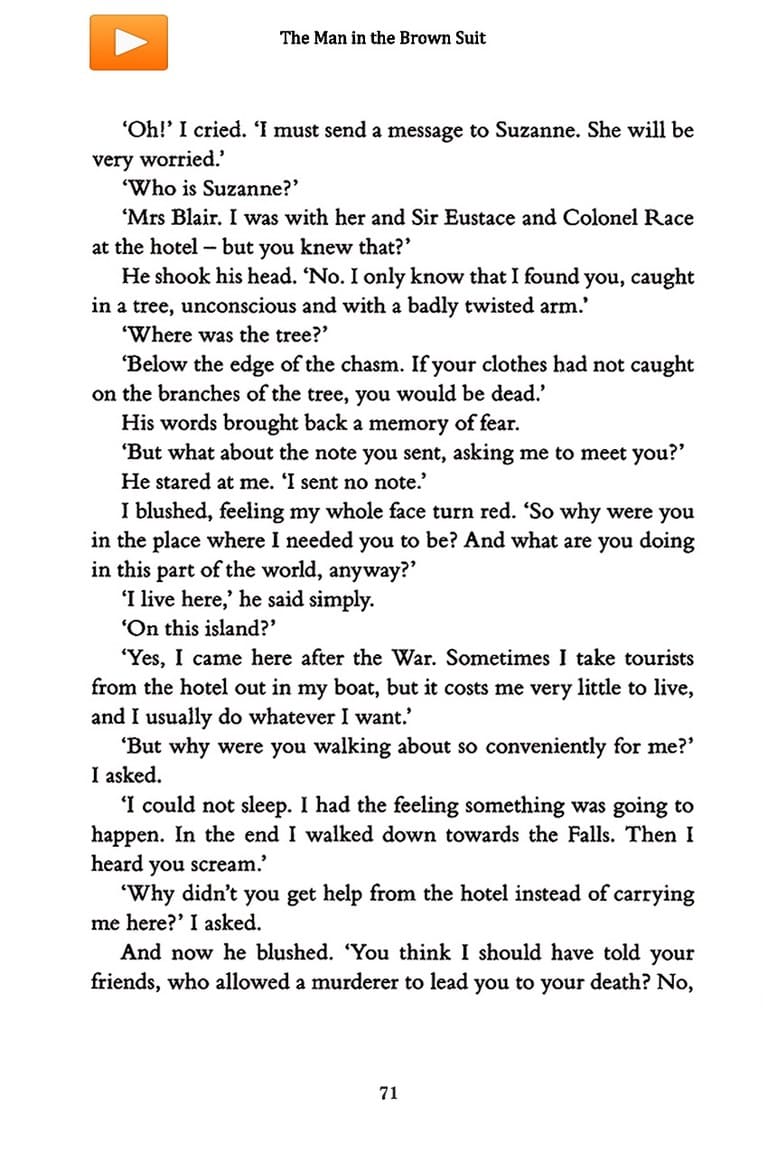 The Man in the Brown Suit
‘Oh!’ I cried. ‘I must send a message to Suzanne. She will be
very worried.’
‘Who is Suzanne?’
‘Mrs Blair. I was with her and Sir Eustace and Colonel Race
at the hotel – but you knew that?’
He shook his head. ‘No. I only know that I found you, caught
in a tree, unconscious and with a badly twisted arm.’
‘Where was the tree?’
‘Below the edge of the chasm. If your clothes had not caught
on the branches of the tree, you would be dead.’
His words brought back a memory of fear.
‘But what about the note you sent, asking me to meet you?’
He stared at me. ‘I sent no note.’
I blushed, feeling my whole face turn red. ‘So why were you
in the place where I needed you to be? And what are you doing
in this part of the world, anyway?’
‘I live here,’ he said simply.
‘On this island?’
‘Yes, I came here after the War. Sometimes I take tourists
from the hotel out in my boat, but it costs me very little to live,
and I usually do whatever I want.’
‘But why were you walking about so conveniently for me?’
I asked.
‘I could not sleep. I had the feeling something was going to
happen. In the end I walked down towards the Falls. Then I
heard you scream.’
‘Why didn’t you get help from the hotel instead of carrying
me here?’ I asked.
And now he blushed. ‘You think I should have told your
friends, who allowed a murderer to lead you to your death? No,
71